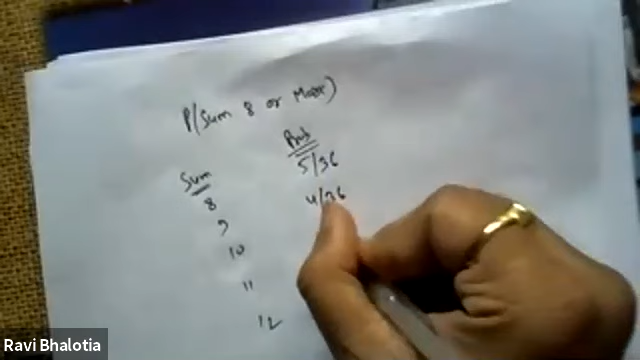 P(Sum 8 or More)
Sum Prob
8 5/36
9 4/36
10
11
12
Ravi Bhalotia